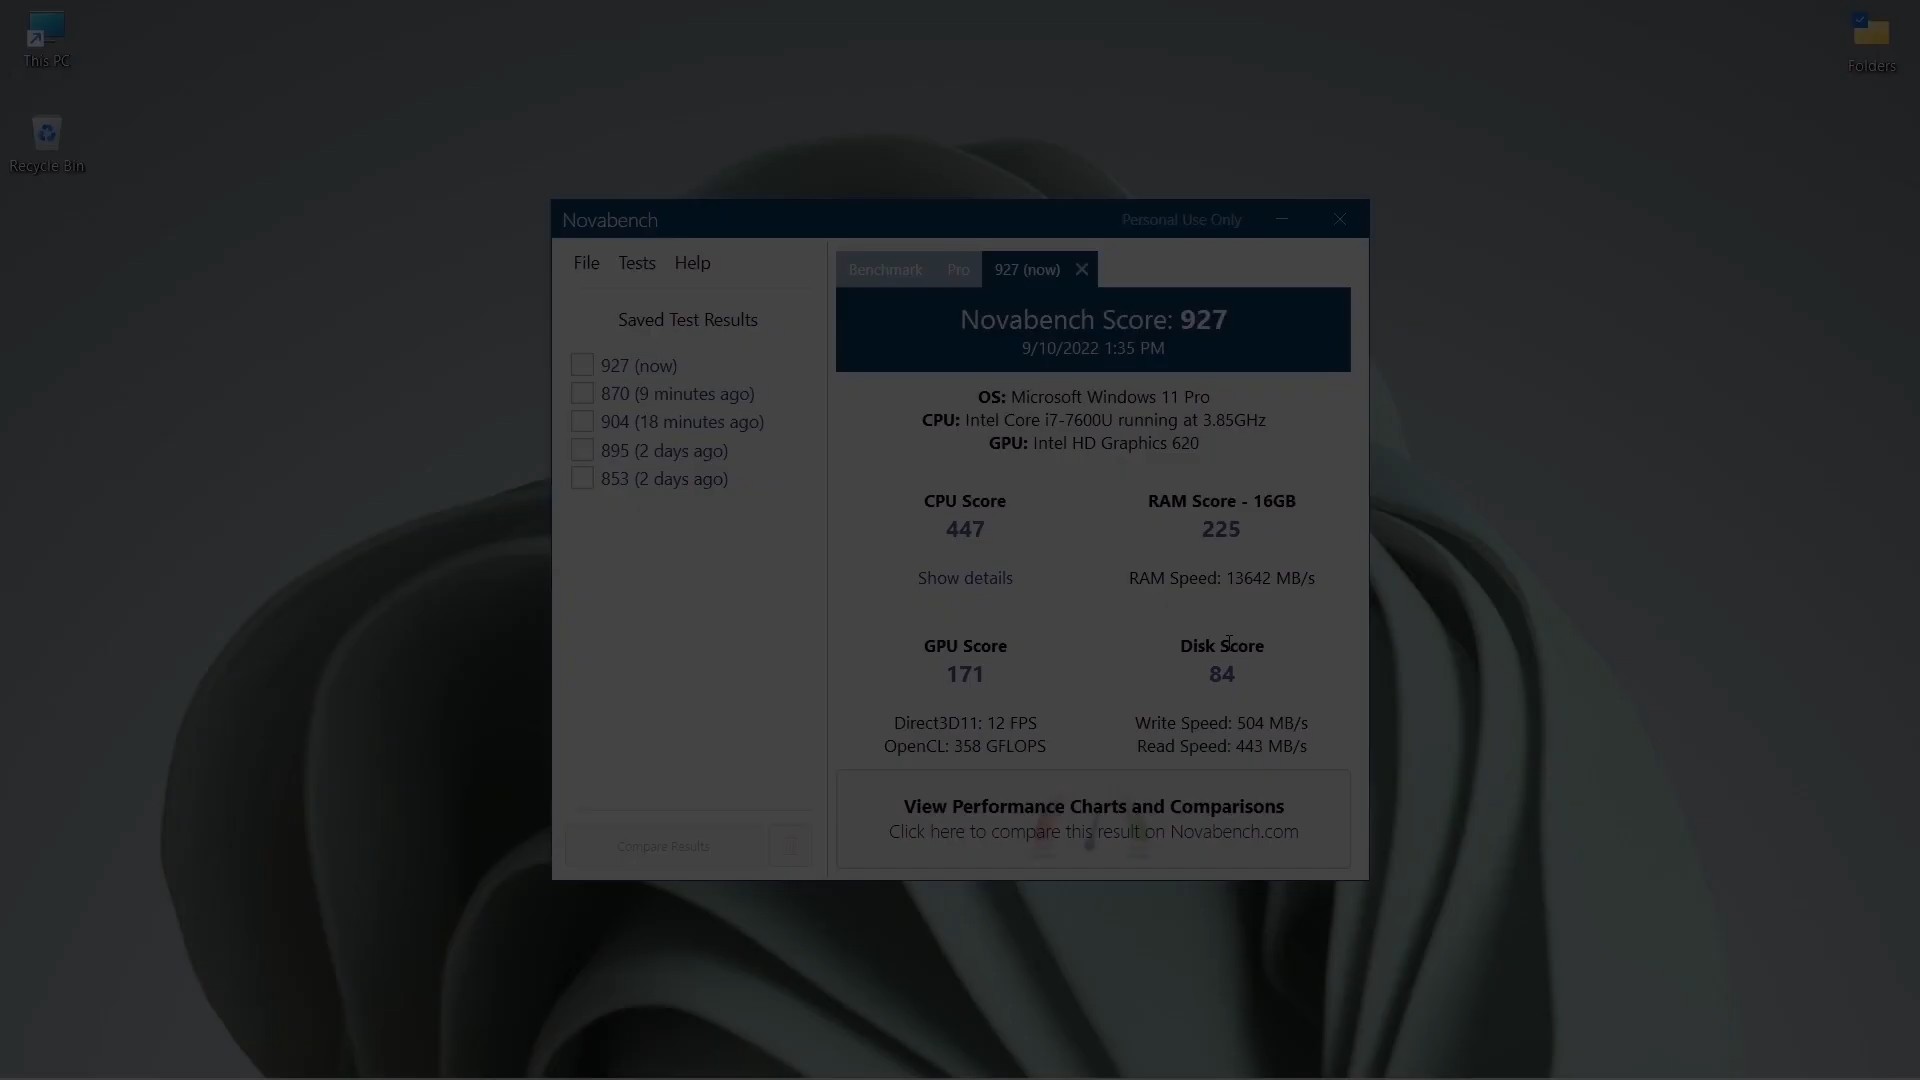 This PC
Folders
Recycle Bin
Novabench
Personal Use Only
File Tests Help
Saved Test Results
927 (now)
870 (9 minutes ago)
904 (18 minutes ago)
895 (2 days ago)
853 (2 days ago)
Compare Results
Benchmark Pro 927 (now)
Novabench Score: 927
9/10/2022 1:35 PM
OS: Microsoft Windows 11 Pro
CPU: Intel Core i7-7600U running at 3.85GHz
GPU: Intel HD Graphics 620
CPU Score
447
Show details
RAM Score - 16GB
225
RAM Speed: 13642 MB/s
GPU Score
171
Direct3D11: 12 FPS
OpenCL: 358 GFLOPS
Disk Score
84
Write Speed: 504 MB/s
Read Speed: 443 MB/s
View Performance Charts and Comparisons
Click here to compare this result on Novabench.com